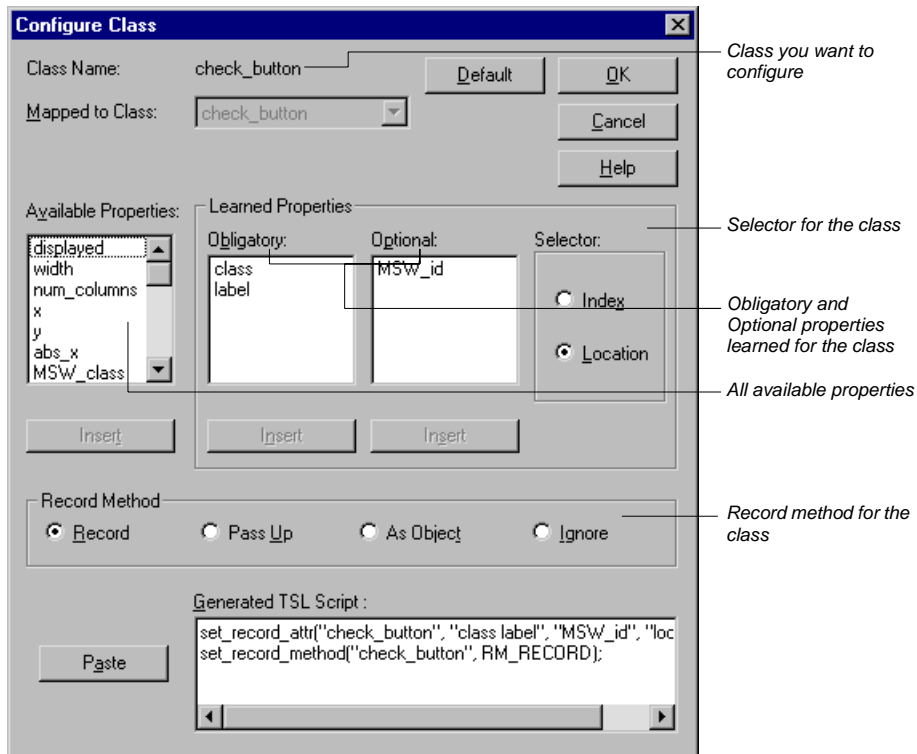 Configure Class
Class Name:
check_button
Default
OK
Class you want to
configure
Mapped to Class:
check_button
Cancel
Help
Available Properties:
displayed
width
num_columns
x
y
abs_x
MSW_class
Insert
Learned Properties
Obligatory:
class
label
Insert
Optional:
MSW_id
Insert
Selector:
Index
Location
Selector for the class
Obligatory and
Optional properties
learned for the class
All available properties
Record Method
Record
Pass Up
As Object
Ignore
Record method for the
class
Generated TSL Script :
set_record_attr("check_button", "class label", "MSW_id", "loc
set_record_method("check_button", RM_RECORD);
Paste